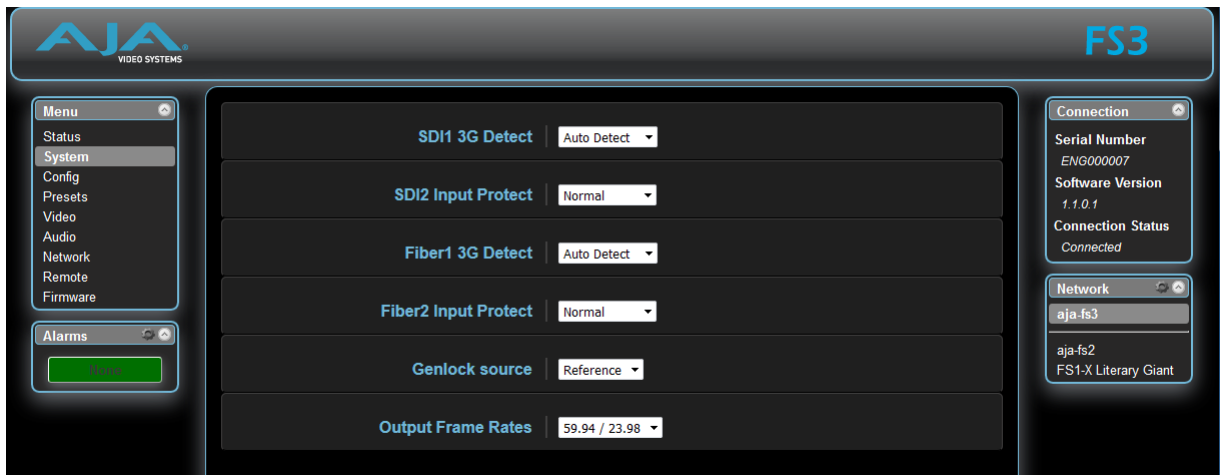 AJA
VIDEO SYSTEMS
FS3
Menu
Status
System
Config
Presets
Video
Audio
Network
Remote
Firmware
Alarms
None
SDI1 3G Detect Auto Detect
SDI2 Input Protect Normal
Fiber1 3G Detect Auto Detect
Fiber2 Input Protect Normal
Genlock source Reference
Output Frame Rates 59.94 / 23.98
Connection
Serial Number
ENG000007
Software Version
1.1.0.1
Connection Status
Connected
Network
aja-fs3
aja-fs2
FS1-X Literary Giant